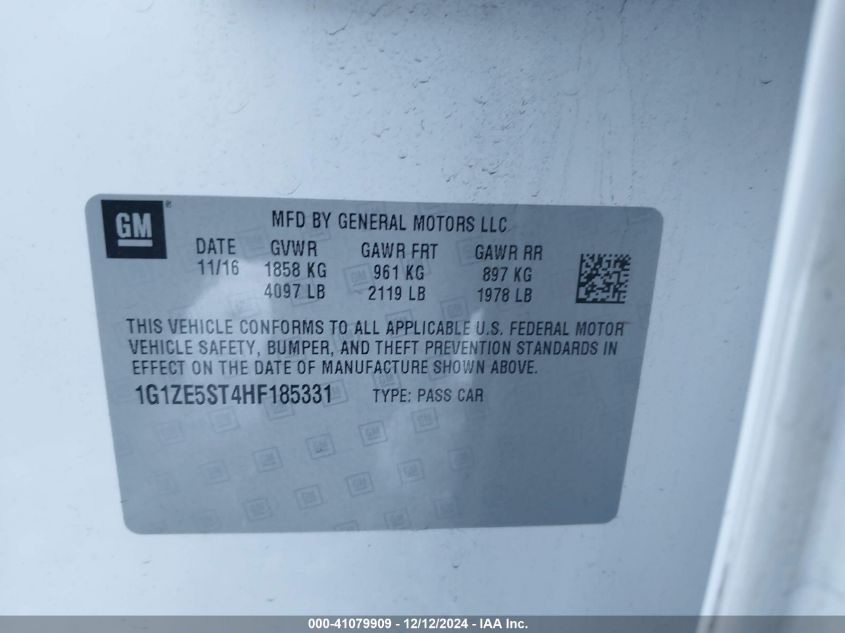 GM®
MFD BY GENERAL MOTORS LLC
DATE GVWR GAWR FRT GAWR RR
11/16 1858 KG 961 KG 897 KG
4097 LB 2119 LB 1978 LB
THIS VEHICLE CONFORMS TO ALL APPLICABLE U.S. FEDERAL MOTOR
VEHICLE SAFETY, BUMPER, AND THEFT PREVENTION STANDARDS IN
EFFECT ON THE DATE OF MANUFACTURE SHOWN ABOVE.
1G1ZE5ST4HF185331 TYPE: PASS CAR
000-41079909 - 12/12/2024 - IAA Inc.